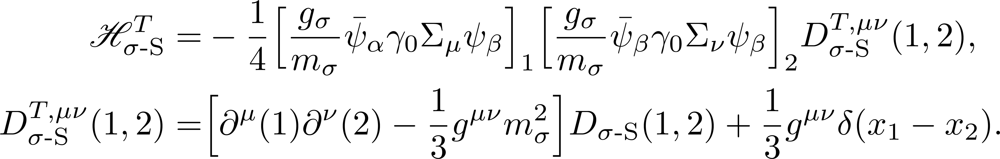 \mathscr{H}_{\sigma\text{-S}}^{T} = -\frac{1}{4}\left[\frac{g_\sigma}{m_\sigma}\bar{\psi}_\alpha\gamma_0\Sigma_\mu\psi_\beta\right]_1\left[\frac{g_\sigma}{m_\sigma}\bar{\psi}_\beta\gamma_0\Sigma_\nu\psi_\beta\right]_2 D_{\sigma\text{-S}}^{T,\mu\nu}(1,2),
D_{\sigma\text{-S}}^{T,\mu\nu}(1,2) = \left[\partial^\mu(1)\partial^\nu(2) - \frac{1}{3}g^{\mu\nu}m_\sigma^2\right]D_{\sigma\text{-S}}(1,2) + \frac{1}{3}g^{\mu\nu}\delta(x_1 - x_2).